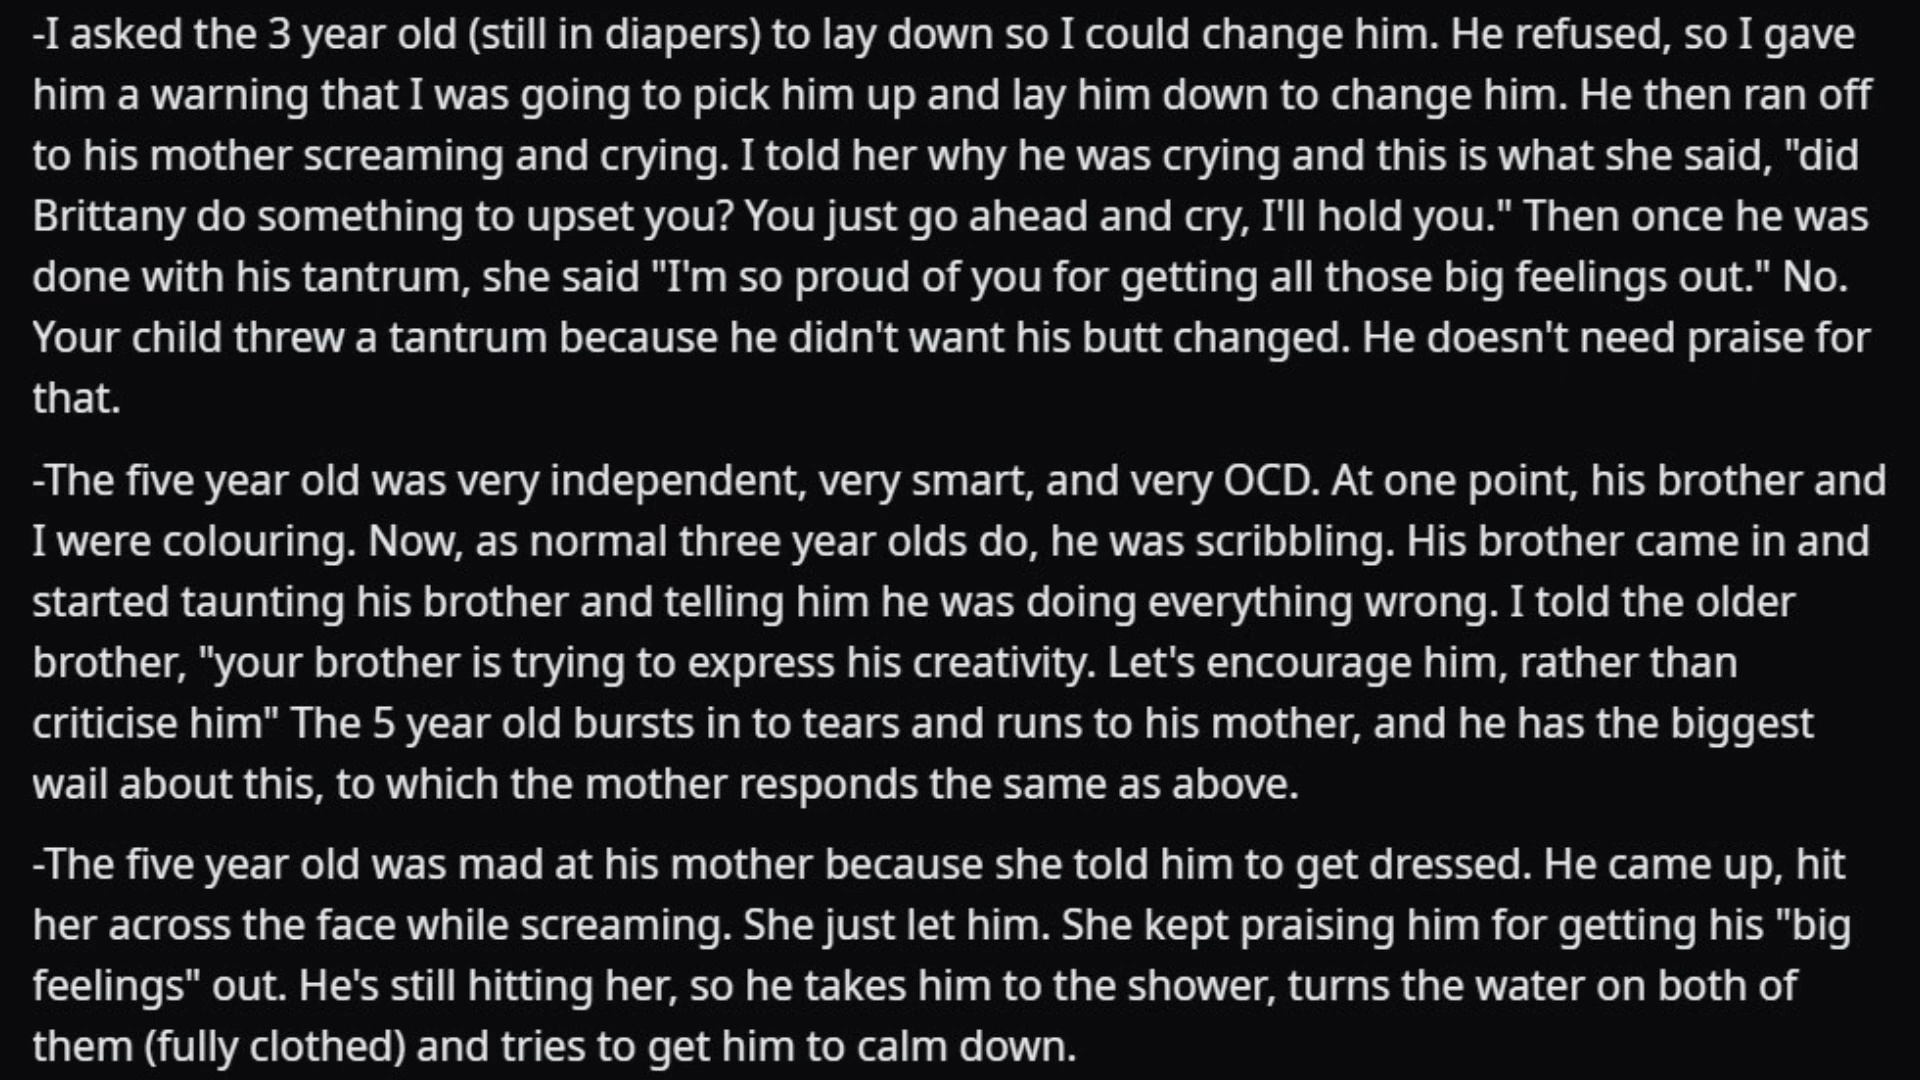 -I asked the 3 year old (still in diapers) to lay down so I could change him. He refused, so I gave
him a warning that I was going to pick him up and lay him down to change him. He then ran off
to his mother screaming and crying. I told her why he was crying and this is what she said, "did
Brittany do something to upset you? You just go ahead and cry, I'll hold you." Then once he was
done with his tantrum, she said "I'm so proud of you for getting all those big feelings out." No.
Your child threw a tantrum because he didn't want his butt changed. He doesn't need praise for
that.
-The five year old was very independent, very smart, and very OCD. At one point, his brother and
I were colouring. Now, as normal three year olds do, he was scribbling. His brother came in and
started taunting his brother and telling him he was doing everything wrong. I told the older
brother, "your brother is trying to express his creativity. Let's encourage him, rather than
criticise him" The 5 year old bursts in to tears and runs to his mother, and he has the biggest
wail about this, to which the mother responds the same as above.
-The five year old was mad at his mother because she told him to get dressed. He came up, hit
her across the face while screaming. She just let him. She kept praising him for getting his "big
feelings" out. He's still hitting her, so he takes him to the shower, turns the water on both of
them (fully clothed) and tries to get him to calm down.